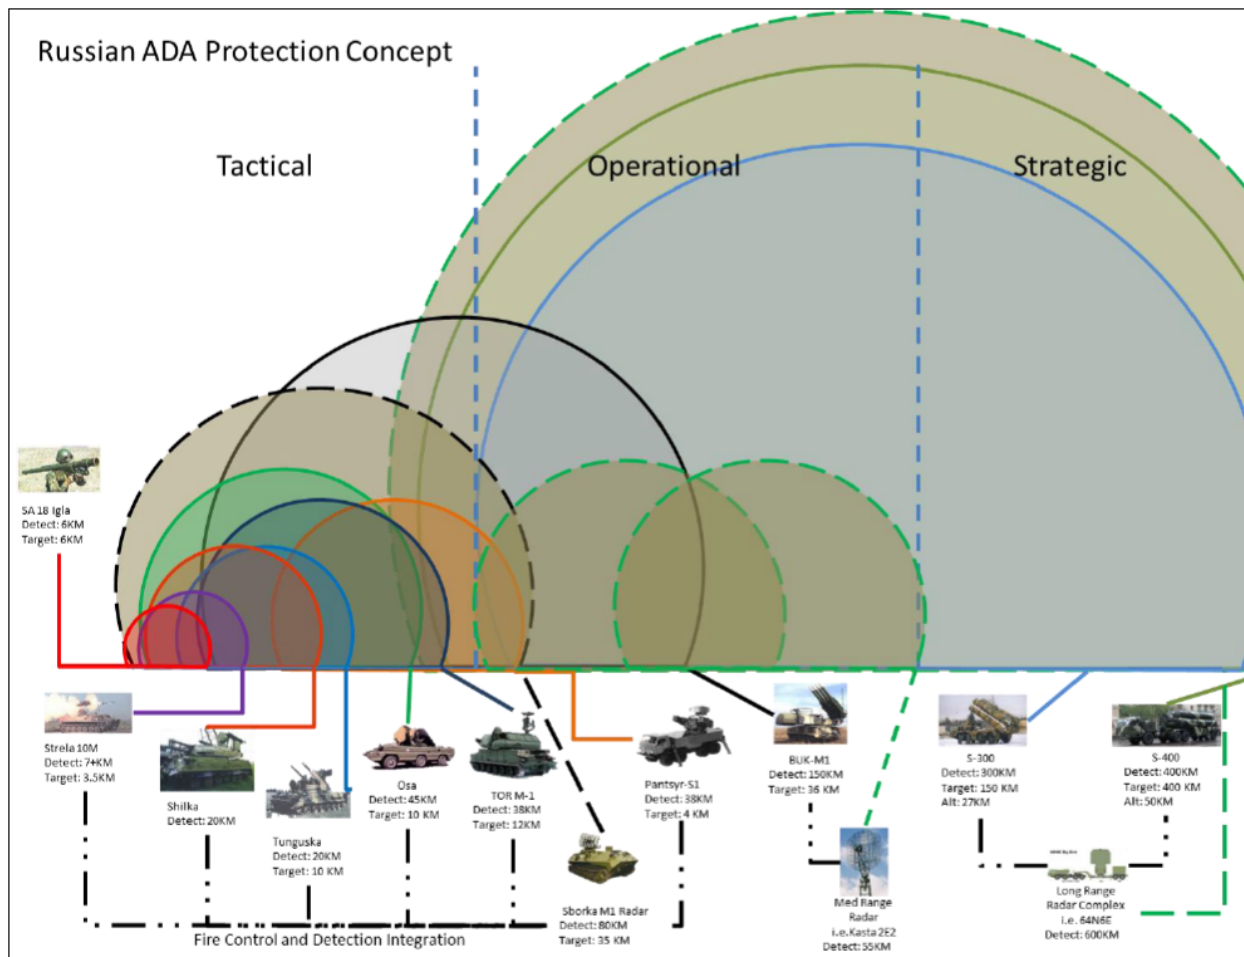 Russian ADA Protection Concept
Tactical
Operational
Strategic
SA 18 Igla
Detect: 6KM
Target: 6KM
Strela 10M
Detect: 7+KM
Target: 3.5KM
Shilka
Detect: 20KM
Tunguska
Detect: 20KM
Target: 10 KM
Osa
Detect: 45KM
Target: 10 KM
TOR M-1
Detect: 38KM
Target: 12KM
Sborka M1 Radar
Detect: 80KM
Target: 35 KM
Pantsyr-S1
Detect: 38KM
Target: 4 KM
BUK-M1
Detect: 150KM
Target: 36 KM
Med Range
Radar
i.e.Kasta 2E2
Detect: 55KM
S-300
Detect: 300KM
Target: 150 KM
Alt: 27KM
S-400
Detect: 400KM
Target: 400 KM
Alt: 50KM
Long Range
Radar Complex
i.e. 64N6E
Detect: 600KM
Fire Control and Detection Integration